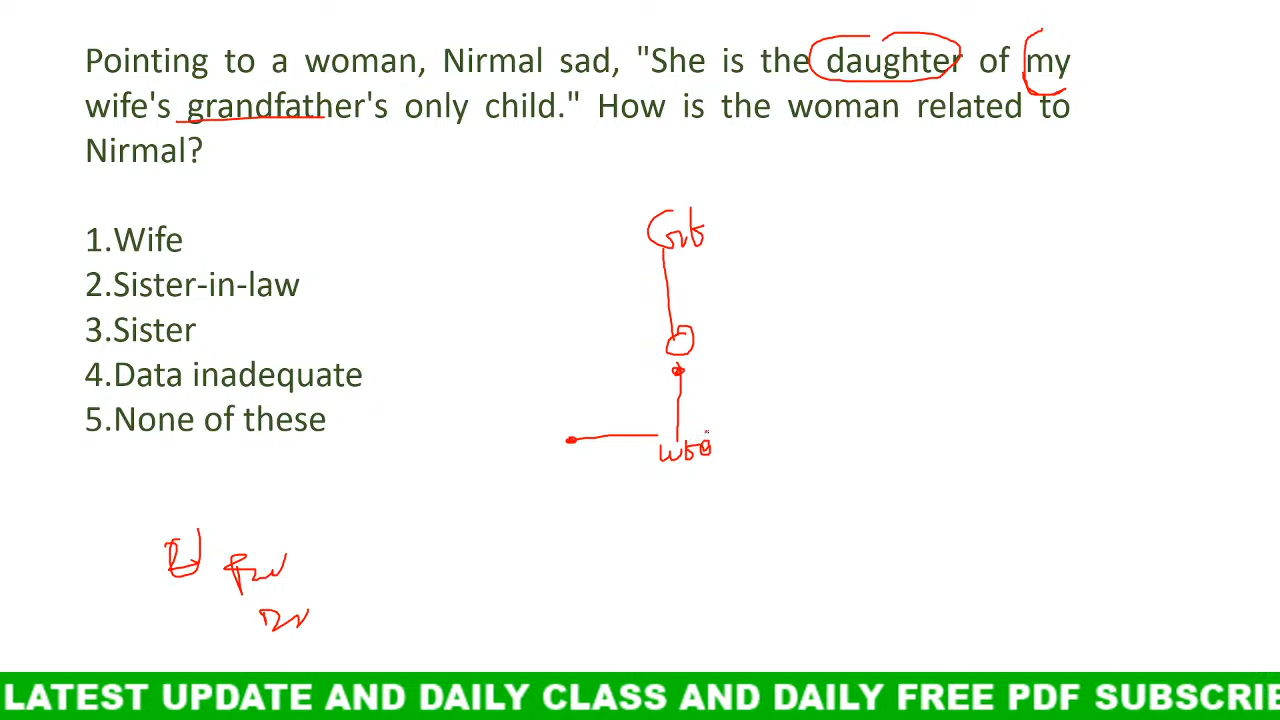 Pointing to a woman, Nirmal sad, "She is the daughter of my
wife's grandfather's only child." How is the woman related to
Nirmal?
1.Wife
2.Sister-in-law
3.Sister
4.Data inadequate
5.None of these
LATEST UPDATE AND DAILY CLASS AND DAILY FREE PDF SUBSCRIE